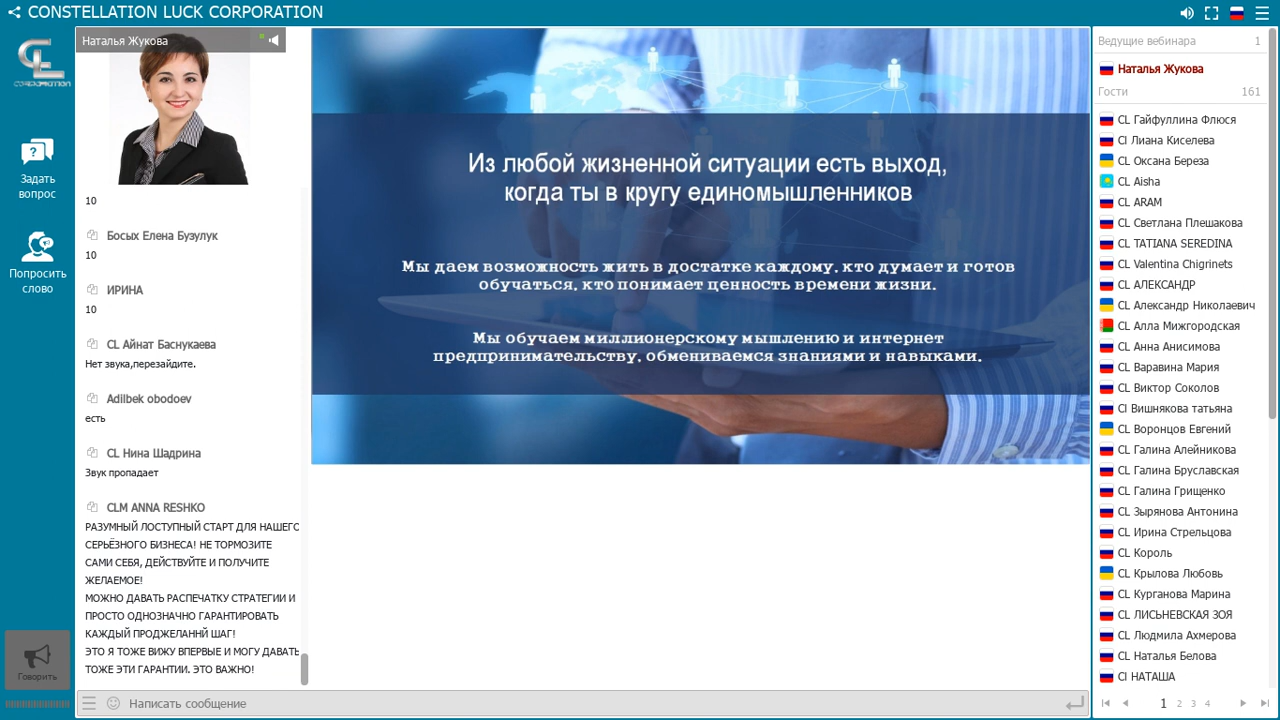 CONSTELLATION LUCK CORPORATION
CL
CORPORATION
Задать
вопрос
Попросить
слово
Говорить
Наталья Жукова
10
Босых Елена Бузулук
10
ИРИНА
10
CL Айнат Баснукаева
Нет звука,перезайдите.
Adilbek obodoev
есть
CL Нина Шадрина
Звук пропадает
CLM ANNA RESHKO
РАЗУМНЫЙ ЛОСТУПНЫЙ СТАРТ ДЛЯ НАШЕГО
СЕРЬЁЗНОГО БИЗНЕСА! НЕ ТОРМОЗИТЕ
САМИ СЕБЯ, ДЕЙСТВУЙТЕ И ПОЛУЧИТЕ
ЖЕЛАЕМОЕ!
МОЖНО ДАВАТЬ РАСПЕЧАТКУ СТРАТЕГИИ И
ПРОСТО ОДНОЗНАЧНО ГАРАНТИРОВАТЬ
КАЖДЫЙ ПРОДЖЕЛАННЙ ШАГ!
ЭТО Я ТОЖЕ ВИЖУ ВПЕРВЫЕ И МОГУ ДАВАТЬ
ТОЖЕ ЭТИ ГАРАНТИИ. ЭТО ВАЖНО!
Написать сообщение
Из любой жизненной ситуации есть выход,
когда ты в кругу единомышленников
Мы даем возможность жить в достатке каждому, кто думает и готов
обучаться, кто понимает ценность времени жизни.
Мы обучаем миллионерскому мышлению и интернет
предпринимательству, обмениваемся знаниями и навыками.
Ведущие вебинара 1
Наталья Жукова
Гости 161
CL Гайфуллина Флюся
Cl Лиана Киселева
CL Оксана Береза
CL Aisha
CL ARAM
CL Светлана Плешакова
CL TATIANA SEREDINA
CL Valentina Chigrinets
CL АЛЕКСАНДР
CL Александр Николаевич
CL Алла Мижгородская
CL Анна Анисимова
CL Варавина Мария
CL Виктор Соколов
Cl Вишнякова татьяна
CL Воронцов Евгений
CL Галина Алейникова
CL Галина Бруславская
CL Галина Грищенко
CL Зырянова Антонина
CL Ирина Стрельцова
CL Король
CL Крылова Любовь
CL Курганова Марина
CL ЛИСЬНЕВСКАЯ ЗОЯ
CL Людмила Ахмерова
CL Наталья Белова
Cl НАТАША
1 2 3 4